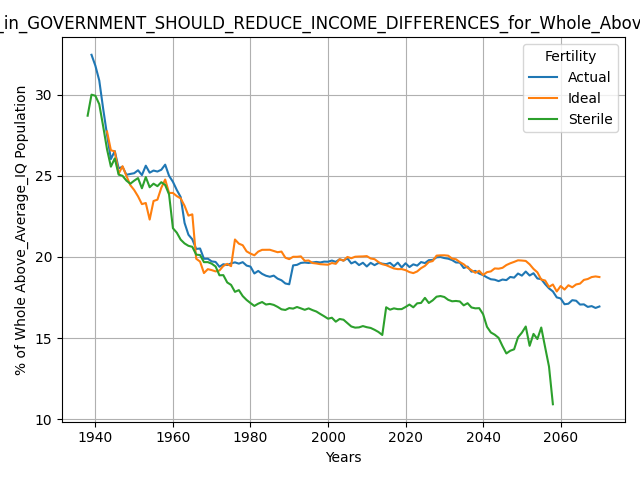 _in_GOVERNMENT_SHOULD_REDUCE_INCOME_DIFFERENCES_for_Whole_Abov
Fertility
Actual
Ideal
Sterile
% of Whole Above_Average_IQ Population
30
25
20
15
10
1940
1960
1980
2000
2020
2040
2060
Years